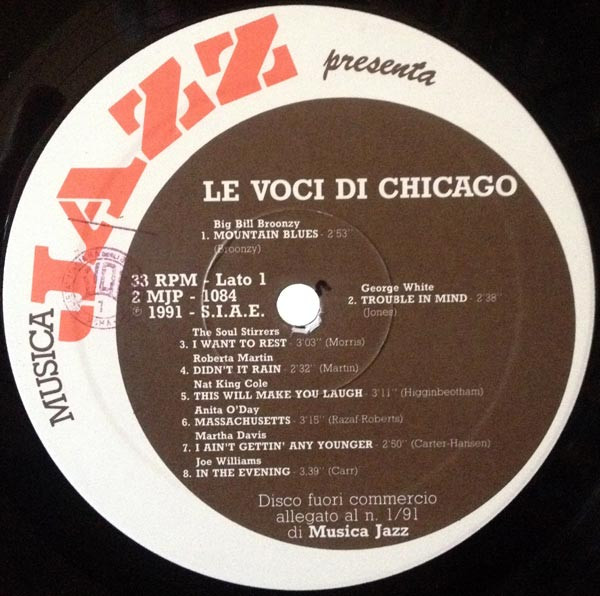 MUSICA JAZZ presenta
LE VOCI DI CHICAGO
Big Bill Broonzy
1. MOUNTAIN BLUES - 2'53"
(Broonzy)
33 RPM - Lato 1
2 MJP - 1084
℗ 1991 - S.I.A.E.
George White
2. TROUBLE IN MIND - 2'38"
(Jones)
The Soul Stirrers
3. I WANT TO REST - 3'03" (Morris)
Roberta Martin
4. DIDN'T IT RAIN - 2'32" (Martin)
Nat King Cole
5. THIS WILL MAKE YOU LAUGH - 3'11" (Higginbeotham)
Anita O'Day
6. MASSACHUSETTS - 3'15" (Razaf-Roberts)
Martha Davis
7. I AIN'T GETTIN' ANY YOUNGER - 2'50" (Carter-Hansen)
Joe Williams
8. IN THE EVENING - 3.39" (Carr)
Disco fuori commercio
allegato al n. 1/91
di Musica Jazz